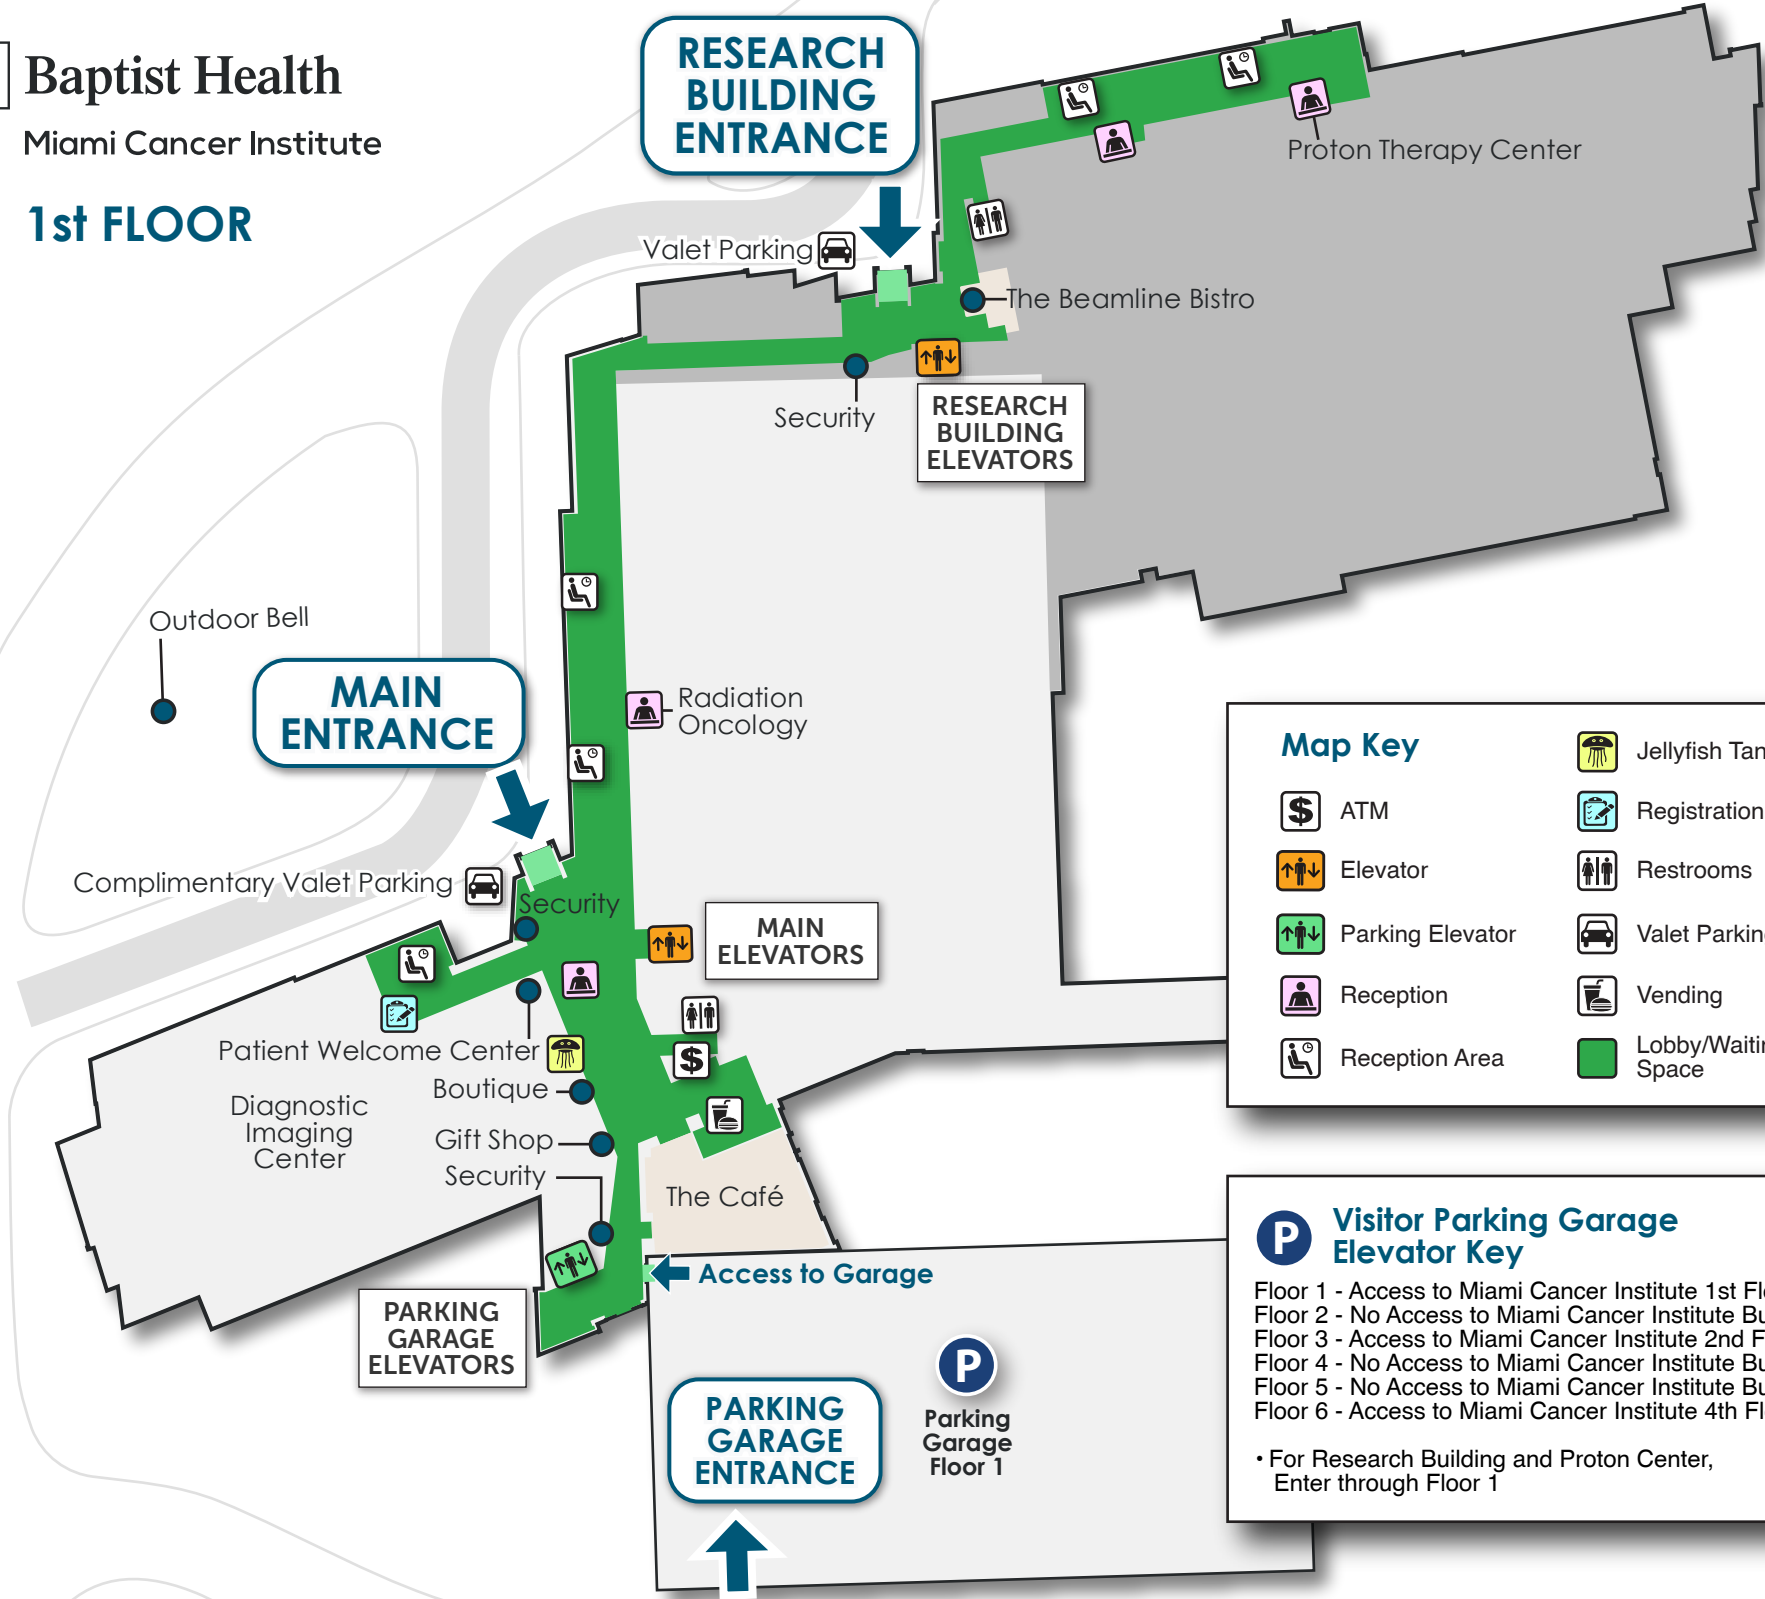 Baptist Health
Miami Cancer Institute
1st FLOOR
RESEARCH
BUILDING
ENTRANCE
Valet Parking
Proton Therapy Center
The Beamline Bistro
Security
RESEARCH
BUILDING
ELEVATORS
Outdoor Bell
MAIN
ENTRANCE
Radiation
Oncology
Complimentary Valet Parking
Security
MAIN
ELEVATORS
Patient Welcome Center
$
Boutique
Diagnostic
Imaging
Center
Gift Shop
Security
The Café
Access to Garage
PARKING
GARAGE
ELEVATORS
P
Parking
Garage
Floor 1
PARKING
GARAGE
ENTRANCE
Map Key
$ ATM
Elevator
Parking Elevator
Reception
Reception Area
Jellyfish
Registration
Restrooms
Valet
Vending
Space
P
Visitor Parking Garage
Elevator Key
Floor 1 - Access to Miami Cancer Institute 1st
Floor 2 - No Access to Miami Cancer Institute
Floor 3 - Access to Miami Cancer Institute 2nd
Floor 4 - No Access to Miami Cancer Institute
Floor 5 - No Access to Miami Cancer Institute
Floor 6 - Access to Miami Cancer Institute 4th
• For Research Building and Proton Center,
Enter through Floor 1